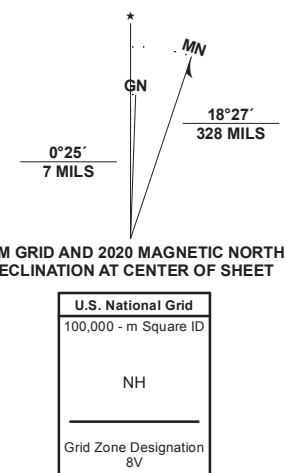 ★
MN
GN
18°27´
328 MILS
0°25´
7 MILS
M GRID AND 2020 MAGNETIC NORTH
ECLINATION AT CENTER OF SHEET
U.S. National Grid
100,000 - m Square ID
NH
Grid Zone Designation
8V